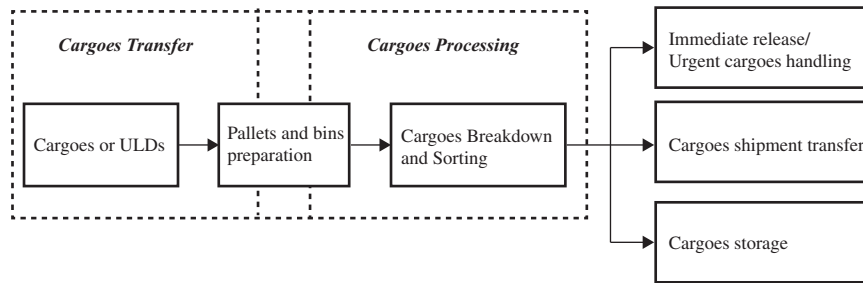 Cargoes Transfer
Cargoes Processing
Cargoes or ULDs
Pallets and bins
preparation
Cargoes Breakdown
and Sorting
Immediate release/
Urgent cargoes handling
Cargoes shipment transfer
Cargoes storage